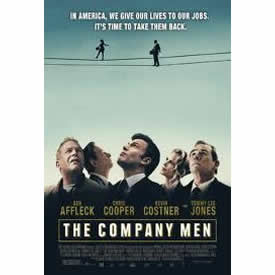 IN AMERICA, WE GIVE OUR LIVES TO OUR JOBS.
IT'S TIME TO TAKE THEM BACK.
BEN AFFLECK CHRIS COOPER KEVIN COSTNER AND TOMMY LEE JONES
THE COMPANY MEN